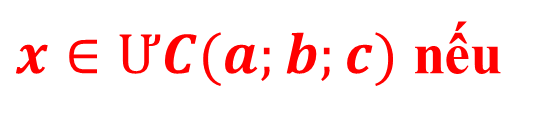 x ∈ ƯC(a; b; c) nếu